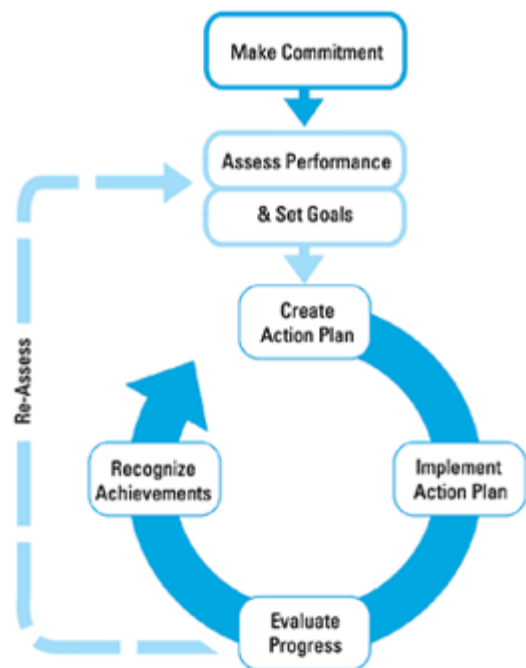 Make Commitment
Assess Performance
& Set Goals
Create
Action Plan
Re-Assess
Recognize
Achievements
Implement
Action Plan
Evaluate
Progress